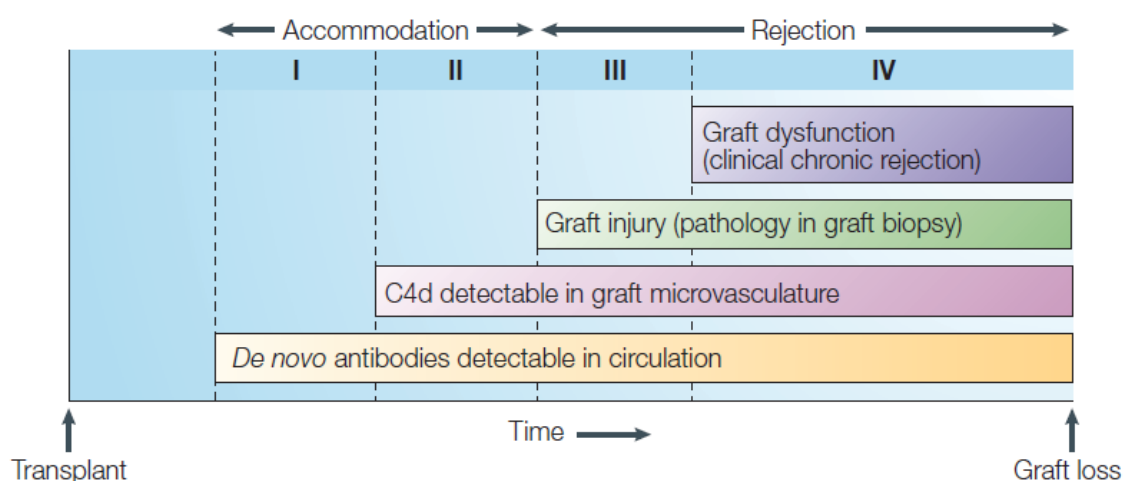 Accommodation
Rejection
I
II
III
IV
Graft dysfunction
(clinical chronic rejection)
Graft injury (pathology in graft biopsy)
C4d detectable in graft microvasculature
De novo antibodies detectable in circulation
Time
Transplant
Graft loss